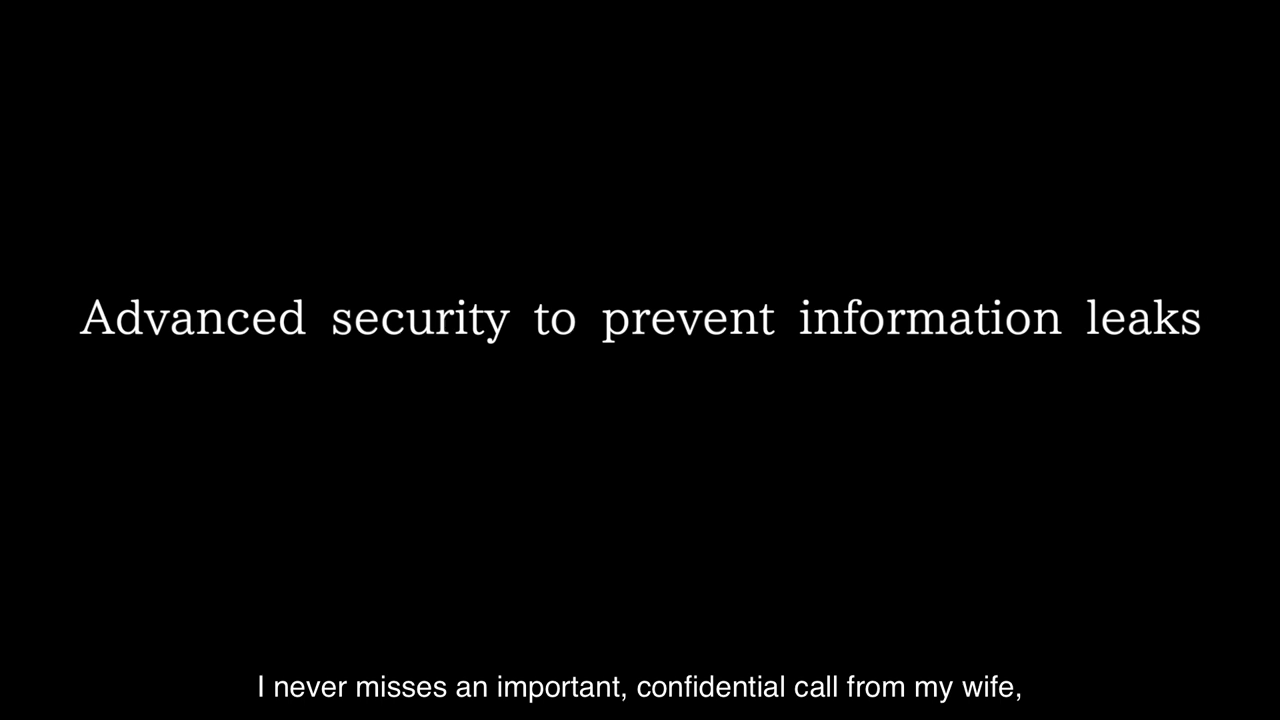 Advanced security to prevent information leaks
I never misses an important, confidential call from my wife,